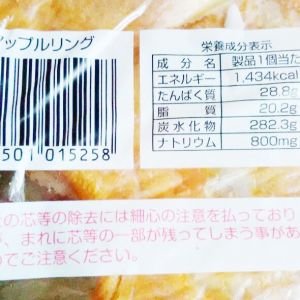 アップルリング
501 015258
栄養成分表示
成分名 製品1個当た
エネルギー 1,434kcal
たんぱく質 28.8g
脂質 20.2g
炭水化物 282.3g
ナトリウム 800mg
の芯等の除去には細心の注意を払っており
、まれに芯等の一部が残ってしまう事があ
でご注意ください。